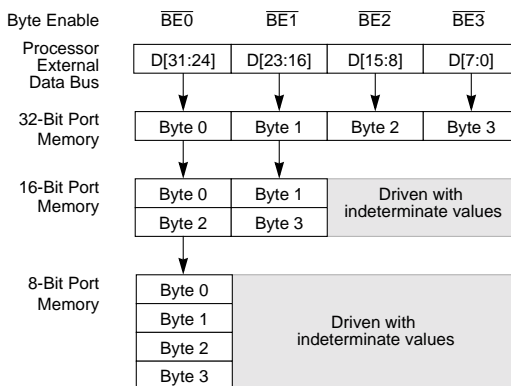 Byte Enable BE0 BE1 BE2 BE3
Processor
External
Data Bus
D[31:24] D[23:16] D[15:8] D[7:0]
32-Bit Port
Memory
Byte 0 Byte 1 Byte 2 Byte 3
16-Bit Port
Memory
Byte 0 Byte 1
Byte 2 Byte 3
Driven with
indeterminate values
8-Bit Port
Memory
Byte 0
Byte 1
Byte 2
Byte 3
Driven with
indeterminate values